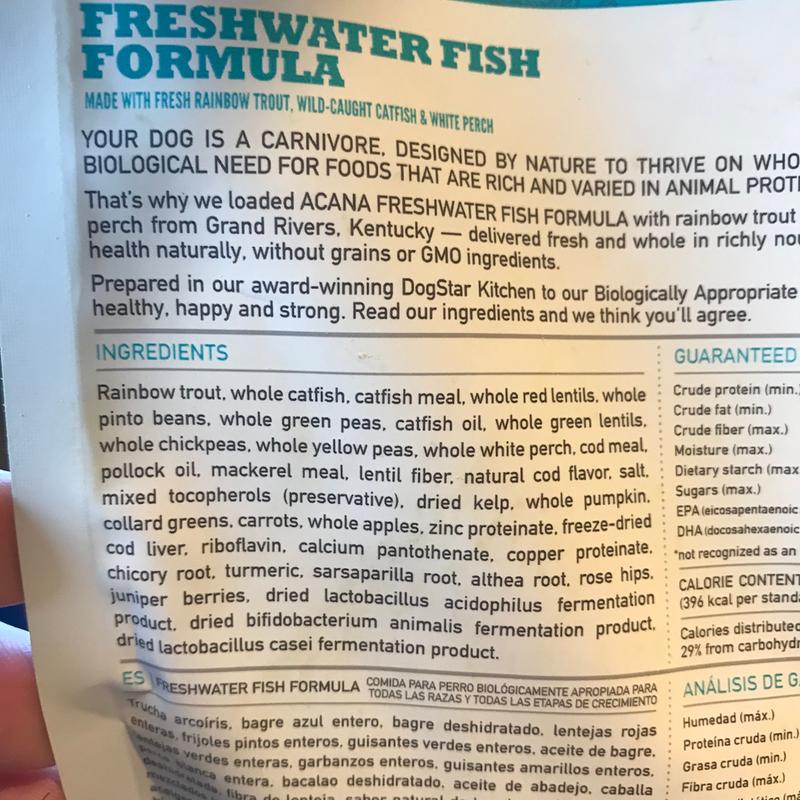 FRESHWATER FISH
FORMULA
MADE WITH FRESH RAINBOW TROUT, WILD-CAUGHT CATFISH & WHITE PERCH
YOUR DOG IS A CARNIVORE, DESIGNED BY NATURE TO THRIVE ON WHO
BIOLOGICAL NEED FOR FOODS THAT ARE RICH AND VARIED IN ANIMAL PROT
That's why we loaded ACANA FRESHWATER FISH FORMULA with rainbow trout
perch from Grand Rivers, Kentucky — delivered fresh and whole in richly nou
health naturally, without grains or GMO ingredients.
Prepared in our award-winning DogStar Kitchen to our Biologically Appropriate
healthy, happy and strong. Read our ingredients and we think you'll agree.
INGREDIENTS
Rainbow trout, whole catfish, catfish meal, whole red lentils, whole
pinto beans, whole green peas, catfish oil, whole green lentils,
whole chickpeas, whole yellow peas, whole white perch, cod meal,
pollock oil, mackerel meal, lentil fiber, natural cod flavor, salt,
mixed tocopherols (preservative), dried kelp, whole pumpkin,
collard greens, carrots, whole apples, zinc proteinate, freeze-dried
cod liver, riboflavin, calcium pantothenate, copper proteinate,
chicory root, turmeric, sarsaparilla root, althea root, rose hips,
juniper berries, dried lactobacillus acidophilus fermentation
product, dried bifidobacterium animalis fermentation product,
dried lactobacillus casei fermentation product.
GUARANTEED
Crude protein (min.)
Crude fat (min.)
Crude fiber (max.)
Moisture (max.)
Dietary starch (max
Sugars (max.)
EPA (eicosapentaenoic
DHA (docosahexaenoic
*not recognized as an
CALORIE CONTENT
(396 kcal per standa
Calories distributed
29% from carbohydr
ES FRESHWATER FISH FORMULA COMIDA PARA PERRO BIOLÓGICAMENTE APROPIADA PARA
TODAS LAS RAZAS Y TODAS LAS ETAPAS DE CRECIMIENTO
Trucha arcoíris, bagre azul entero, bagre deshidratado, lentejas rojas
enteras, frijoles pintos enteros, guisantes verdes enteros, aceite de bagre,
lentejas verdes enteras, garbanzos enteros, guisantes amarillos enteros,
perca blanca entera, bacalao deshidratado, aceite de abadejo, caballa
ANÁLISIS DE GA
Humedad (máx.)
Proteína cruda (min.)
Grasa cruda (min.)
Fibra cruda (máx.)